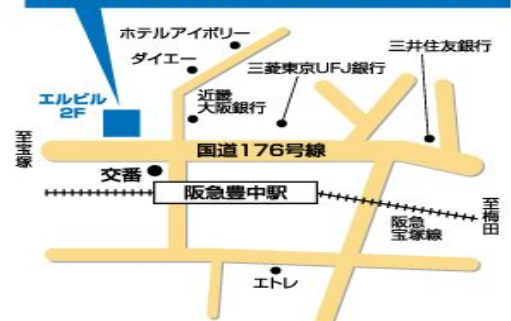 ホテルアイボリー
ダイエー
三井住友銀行
三菱東京UFJ銀行
エルビル
2F
近畿
大阪銀行
至宝塚
国道176号線
交番
阪急豊中駅
至梅田
阪急
宝塚線
エトレ